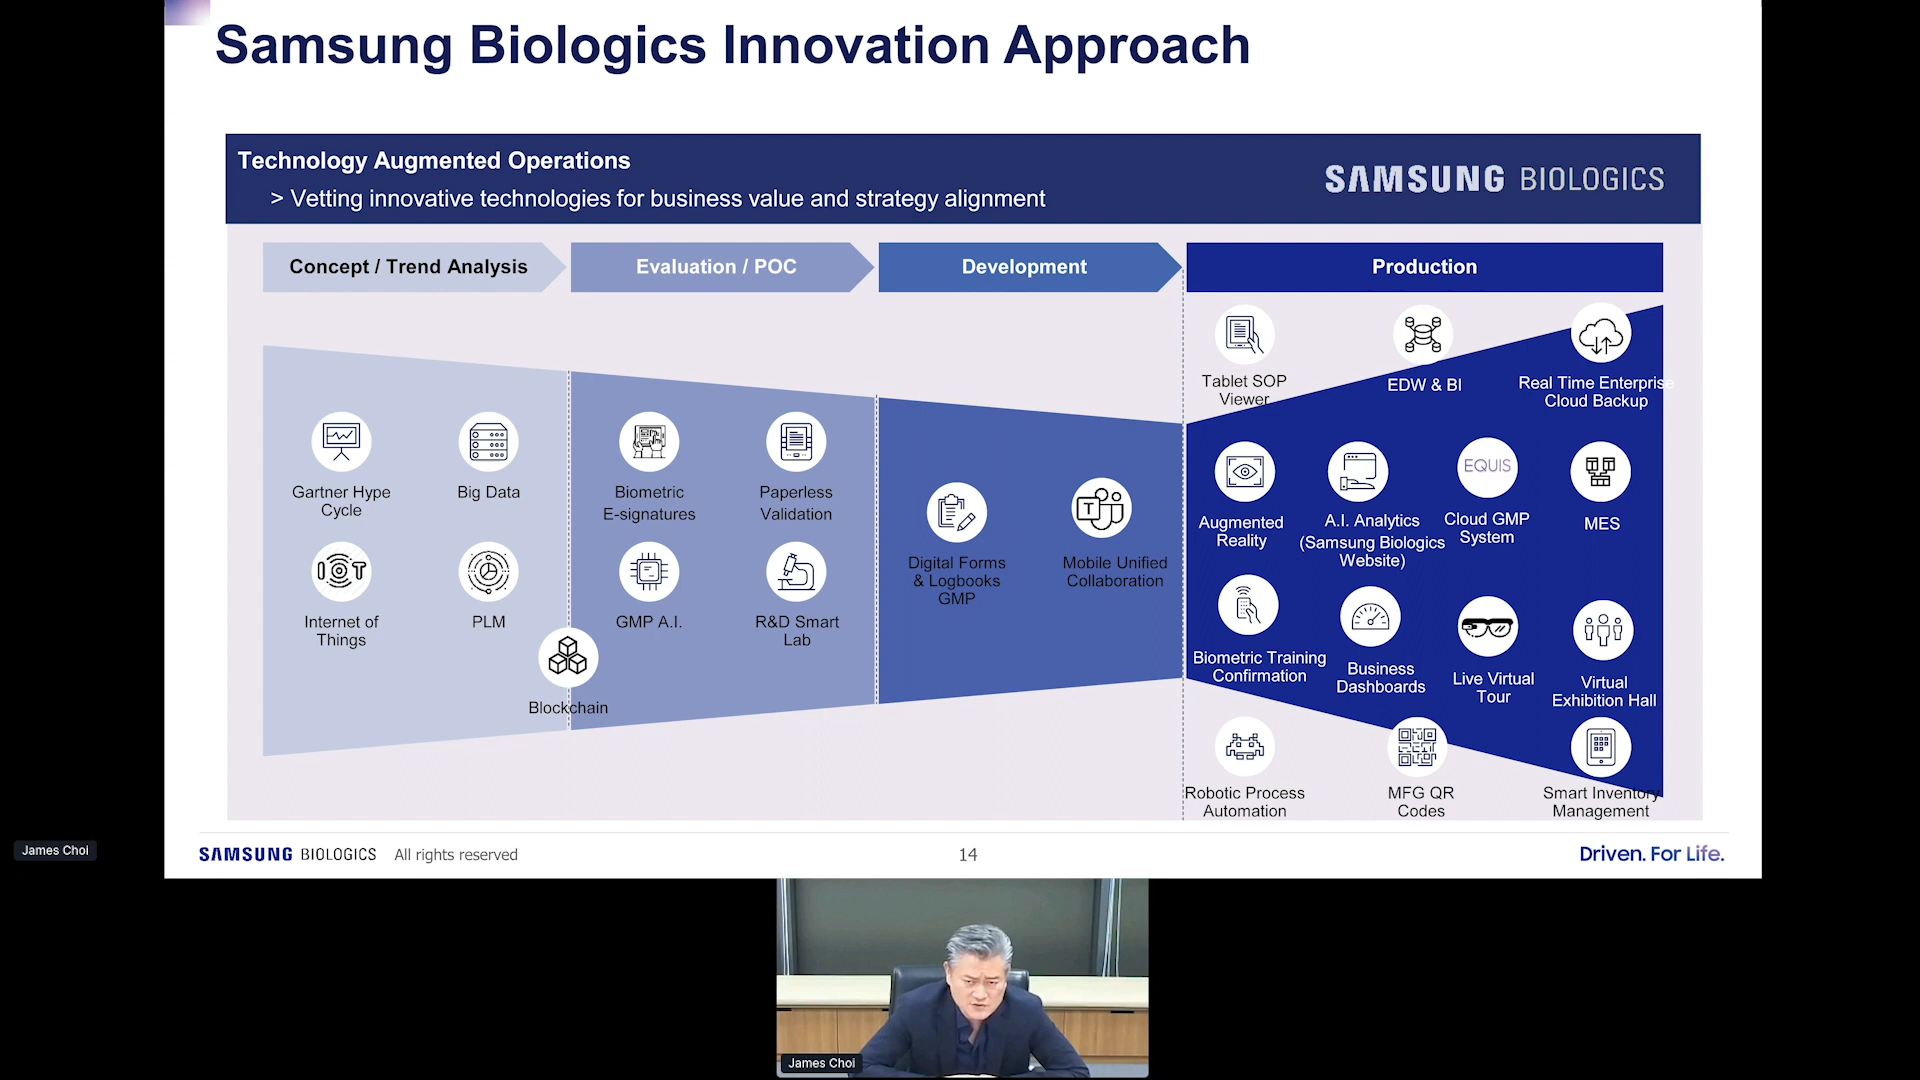 Samsung Biologics Innovation Approach
Technology Augmented Operations
> Vetting innovative technologies for business value and strategy alignment
SAMSUNG BIOLOGICS
Concept / Trend Analysis
Evaluation / POC
Development
Production
Gartner Hype
Cycle
Big Data
IOT
Internet of
Things
PLM
Blockchain
Biometric
E-signatures
Paperless
Validation
GMP A.I.
R&D Smart
Lab
Digital Forms
& Logbooks
GMP
T
Mobile Unified
Collaboration
Tablet SOP
Viewer
EDW & BI
Real Time Enterprise
Cloud Backup
Augmented
Reality
A.I. Analytics
(Samsung Biologics
Website)
EQUIS
Cloud GMP
System
MES
Biometric Training
Confirmation
Business
Dashboards
Live Virtual
Tour
Virtual
Exhibition Hall
Robotic Process
Automation
MFG QR
Codes
Smart Inventory
Management
SAMSUNG BIOLOGICS All rights reserved
14
Driven. For Life.
James Choi
James Choi